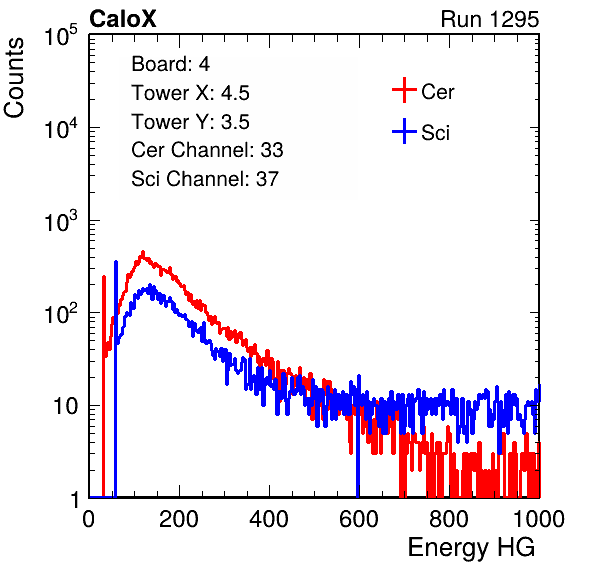 CaloX Run 1295
Counts
Board: 4
Tower X: 4.5
Tower Y: 3.5
Cer Channel: 33
Sci Channel: 37
Cer
Sci
10^5
10^4
10^3
10^2
10
1
0 200 400 600 800 1000
Energy HG